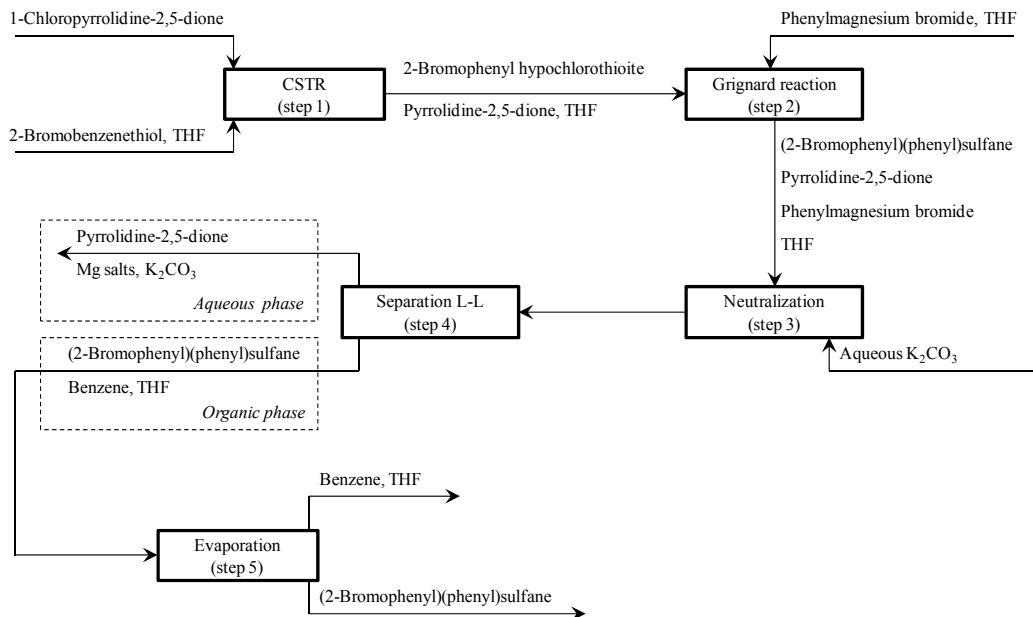 1-Chloropyrrolidine-2,5-dione
2-Bromobenzenethiol, THF
CSTR
(step 1)
2-Bromophenyl hypochlorothioite
Pyrrolidine-2,5-dione, THF
Phenylmagnesium bromide, THF
Grignard reaction
(step 2)
(2-Bromophenyl)(phenyl)sulfane
Pyrrolidine-2,5-dione
Phenylmagnesium bromide
THF
Neutralization
(step 3)
Aqueous K₂CO₃
Separation L-L
(step 4)
Pyrrolidine-2,5-dione
Mg salts, K₂CO₃
Aqueous phase
(2-Bromophenyl)(phenyl)sulfane
Benzene, THF
Organic phase
Evaporation
(step 5)
Benzene, THF
(2-Bromophenyl)(phenyl)sulfane